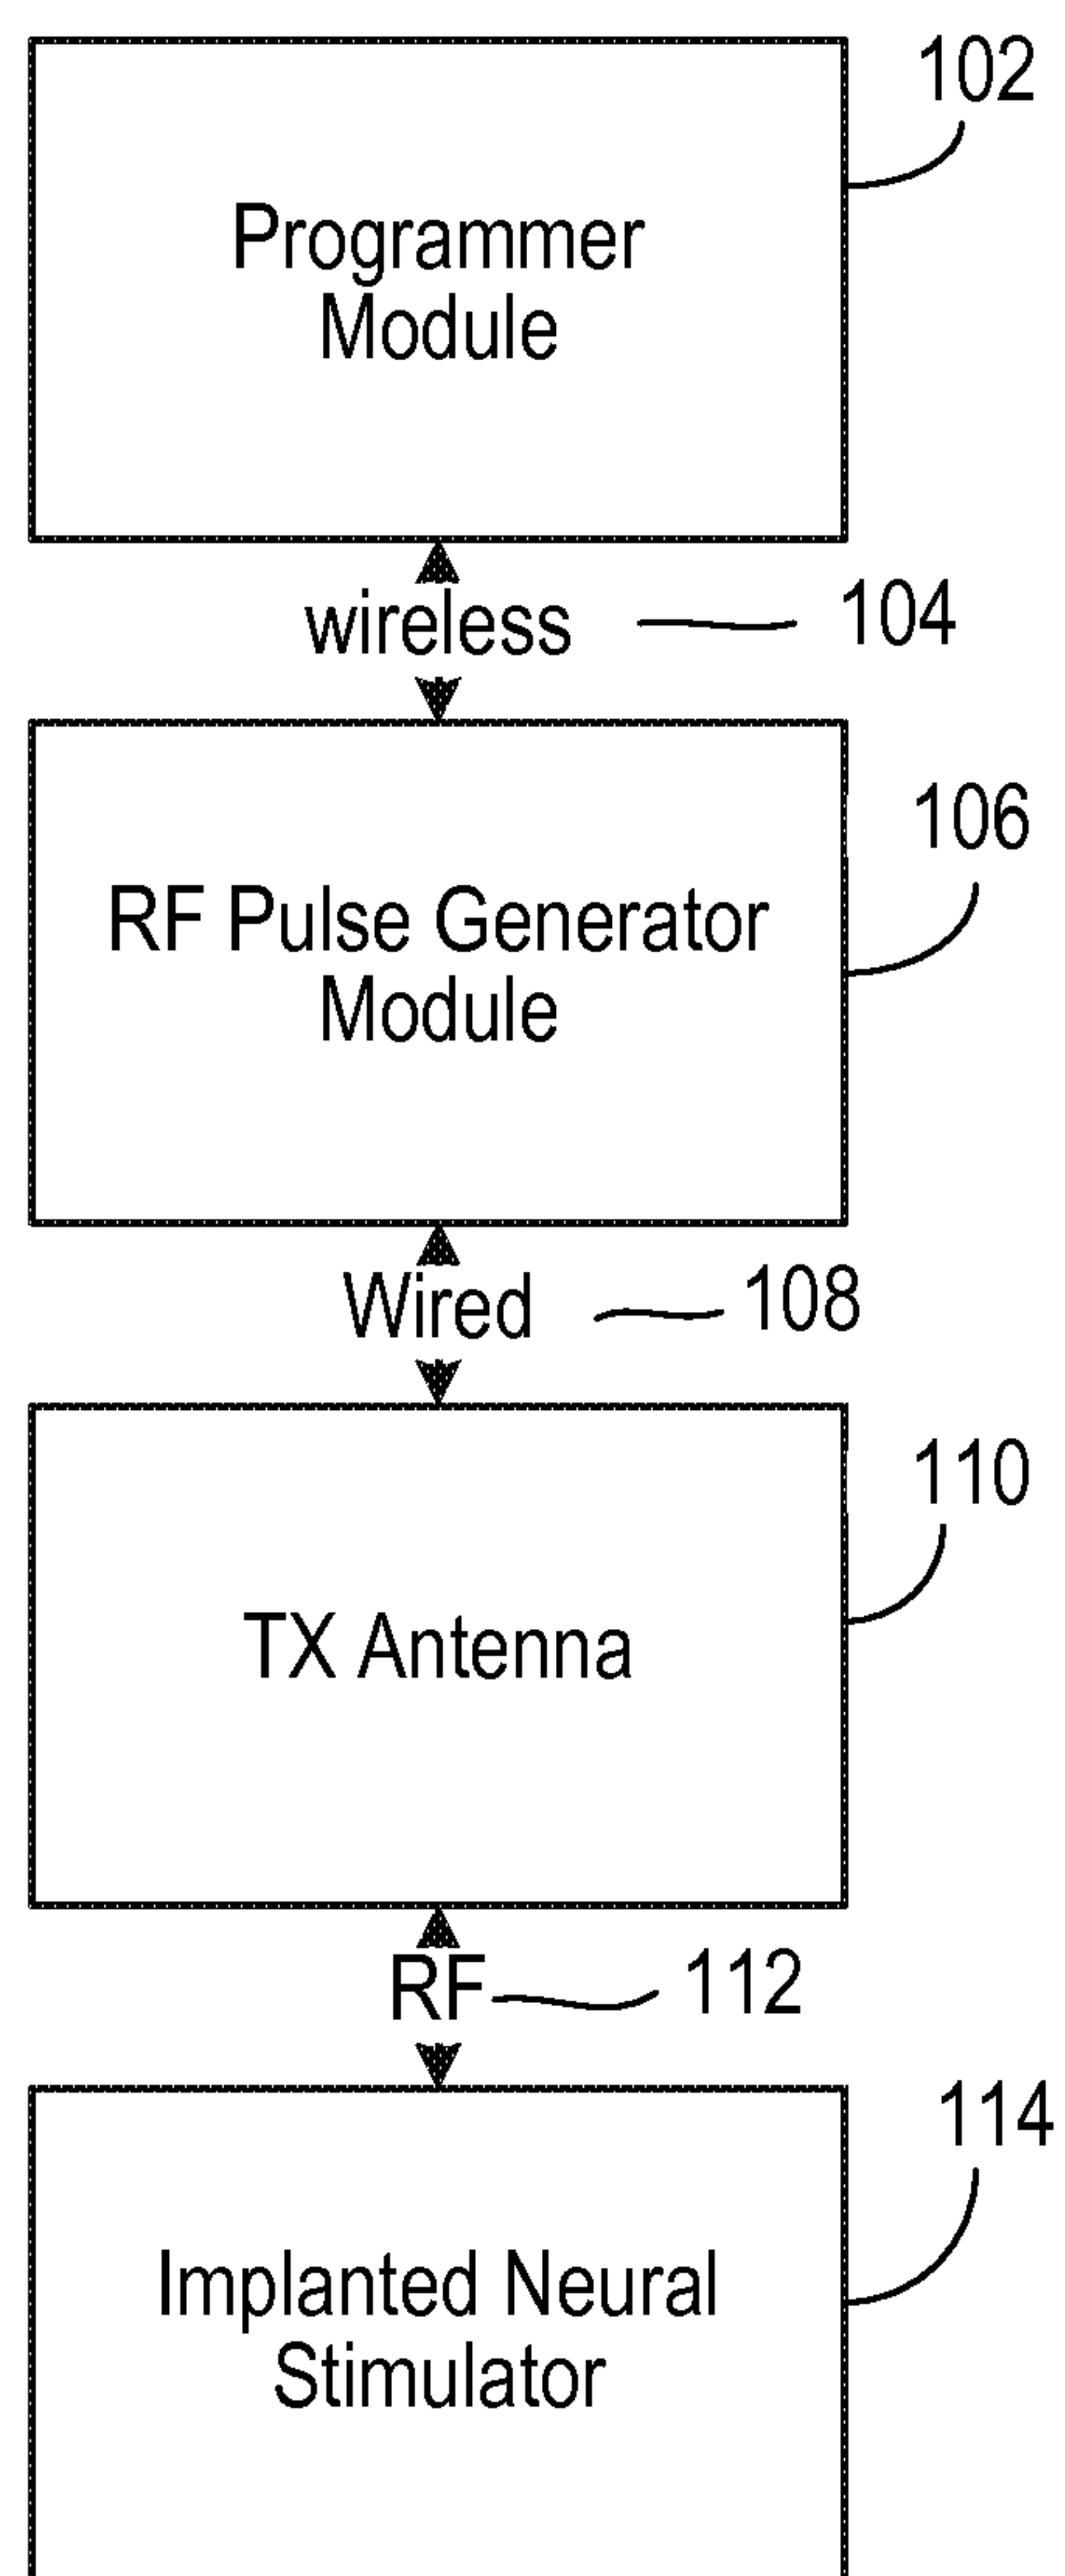 102
Programmer
Module
wireless 104
106
RF Pulse Generator
Module
Wired 108
110
TX Antenna
RF 112
114
Implanted Neural
Stimulator